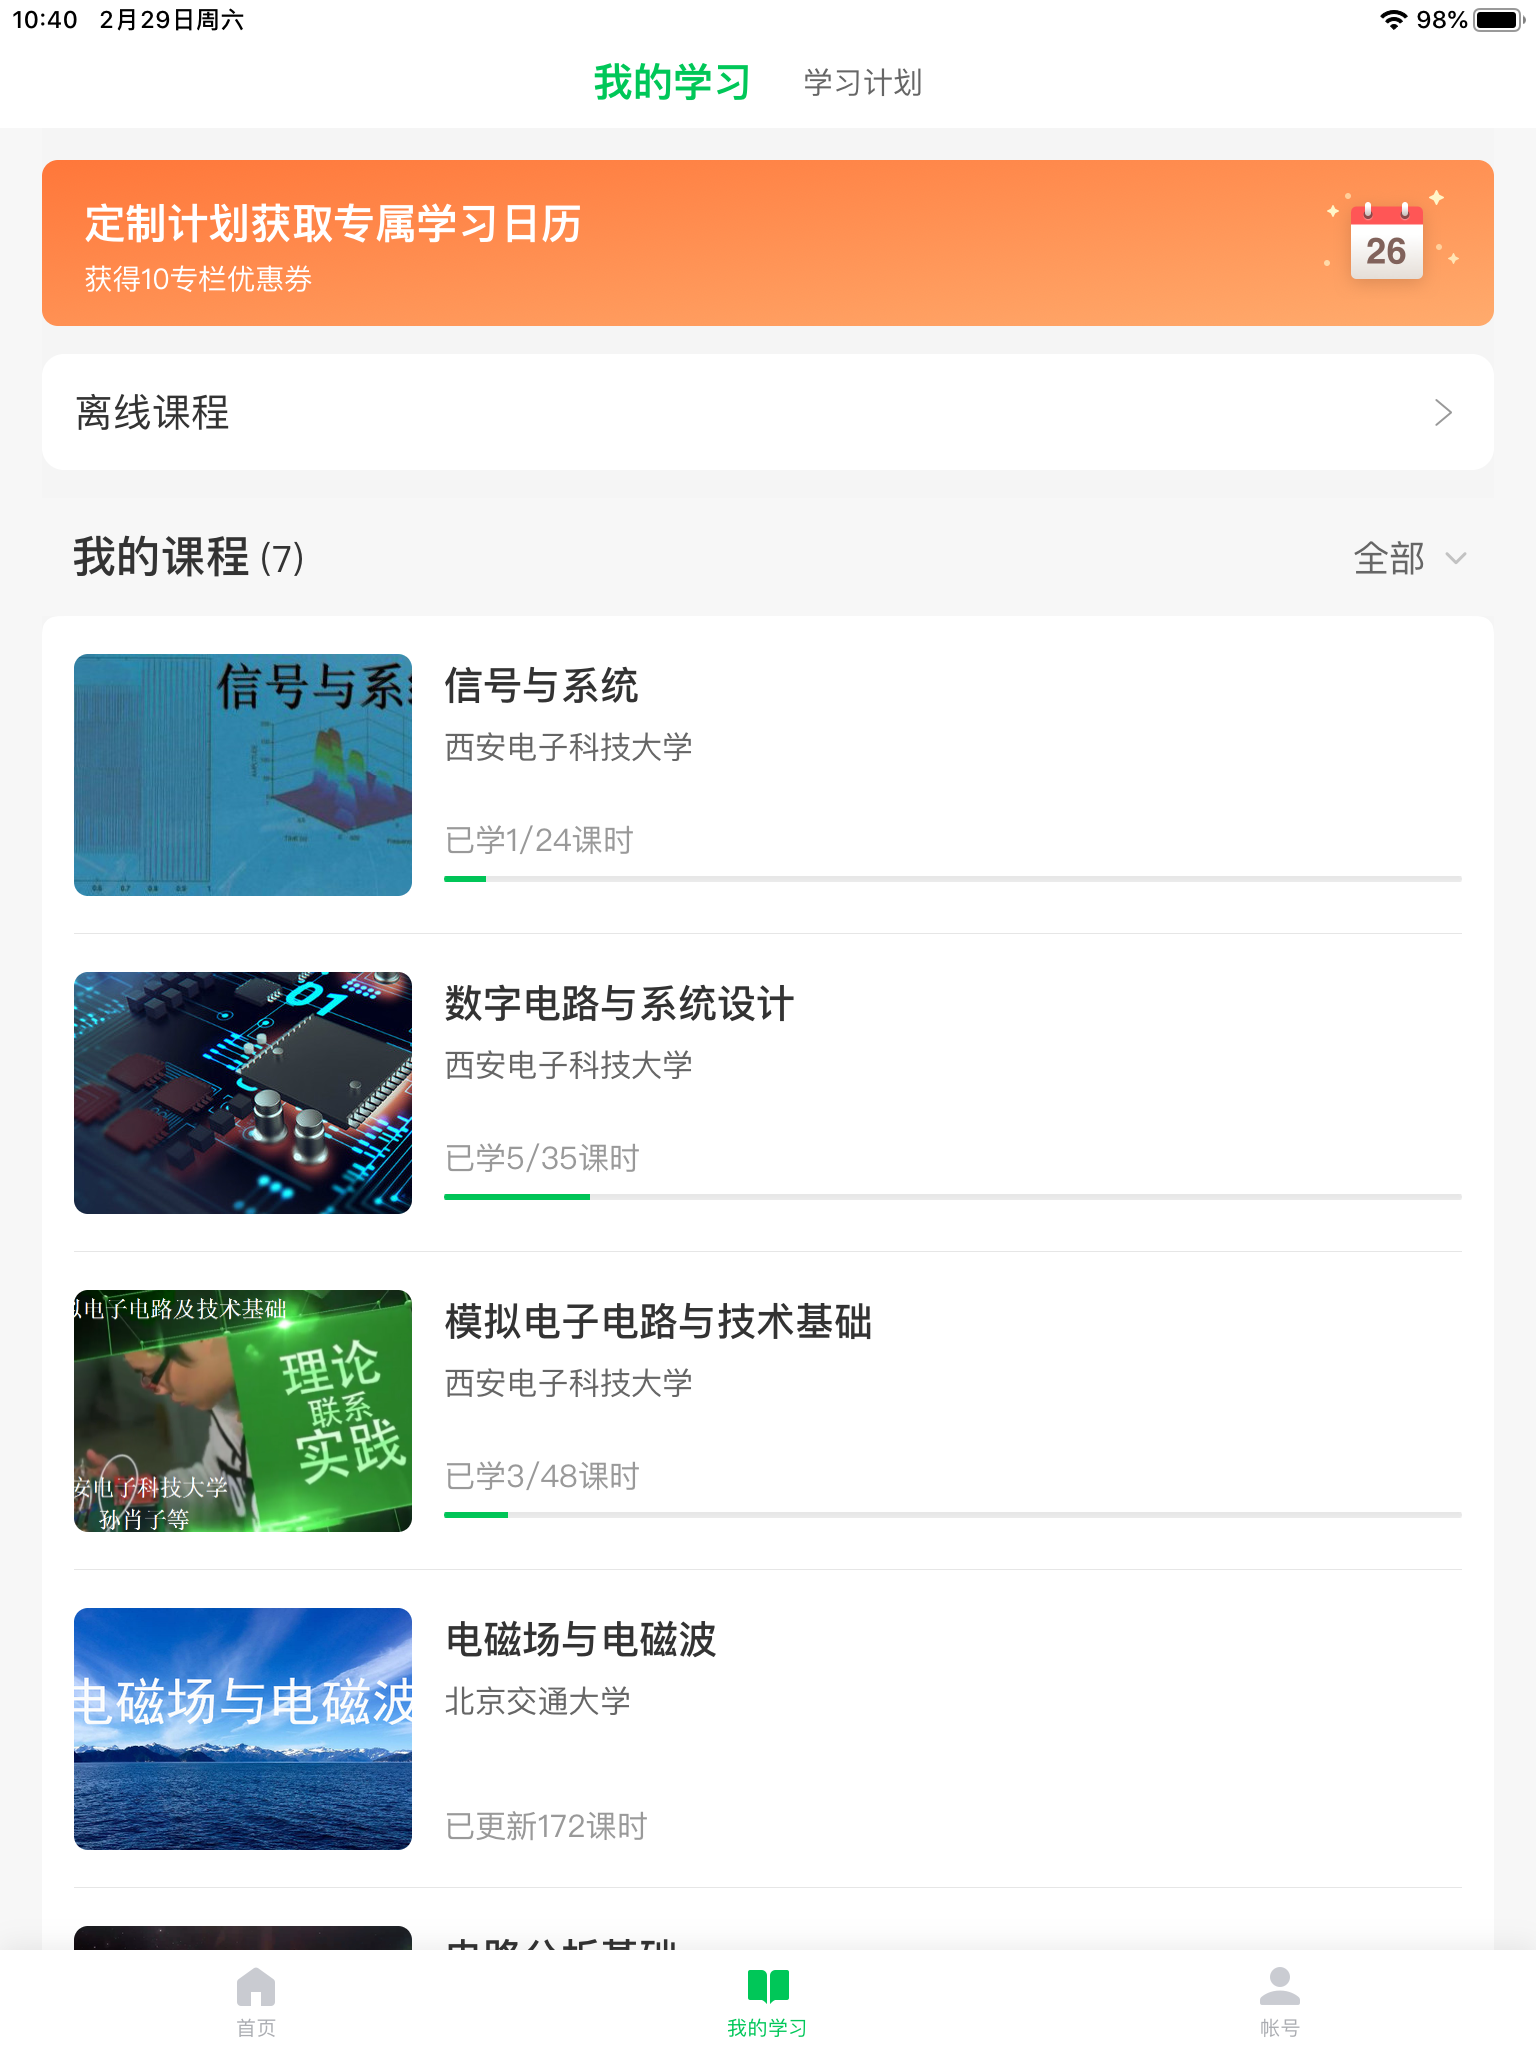 10:40 2月29日周六 98%
我的学习 学习计划
定制计划获取专属学习日历
获得10专栏优惠券
26
离线课程
我的课程 (7) 全部
信号与系
信号与系统
西安电子科技大学
已学1/24课时
01
数字电路与系统设计
西安电子科技大学
已学5/35课时
电子电路及技术基础
理论
联系
实践
安电子科技大学
孙肖子等
模拟电子电路与技术基础
西安电子科技大学
已学3/48课时
电磁场与电磁波
电磁场与电磁波
北京交通大学
已更新172课时
电路分析基础
首页 我的学习 帐号